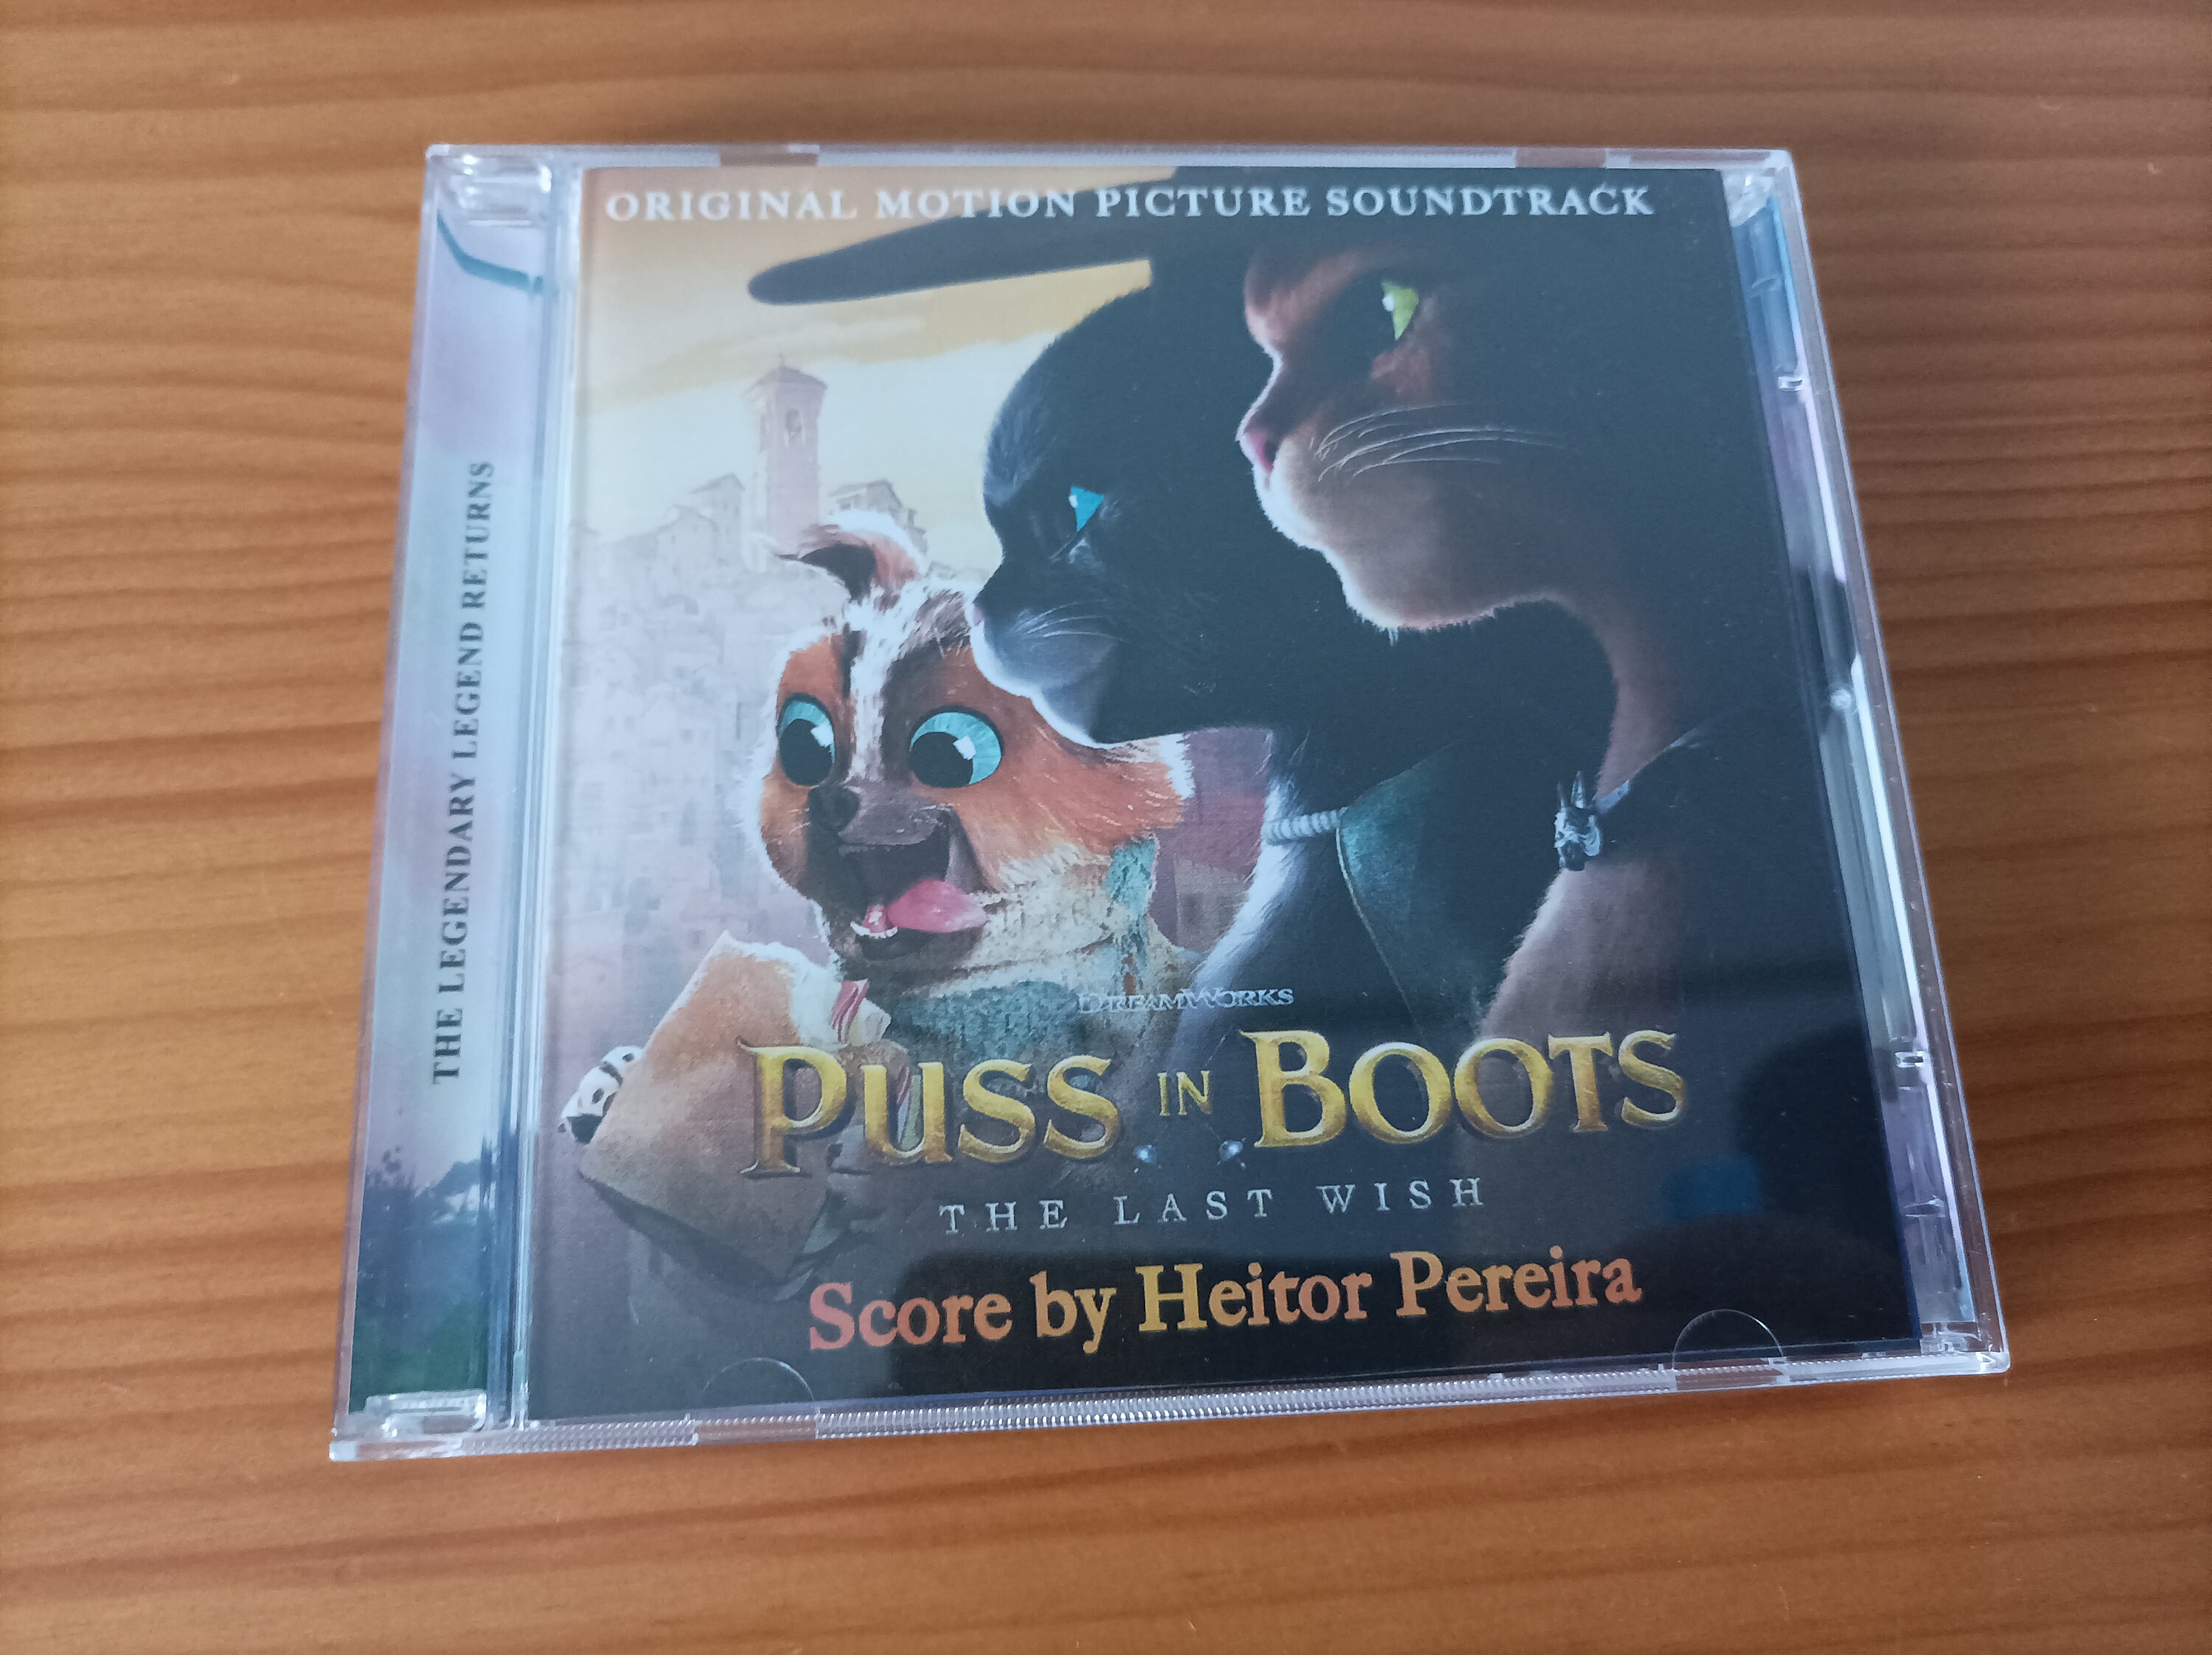 ORIGINAL MOTION PICTURE SOUNDTRACK
THE LEGENDARY LEGEND RETURNS
DREAMWORKS
PUSS IN BOOTS
THE LAST WISH
Score by Heitor Pereira